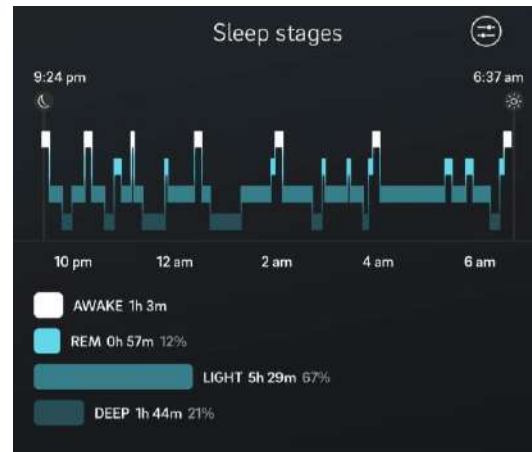 Sleep stages
9:24 pm 6:37 am
10 pm 12 am 2 am 4 am 6 am
AWAKE 1h 3m
REM 0h 57m 12%
LIGHT 5h 29m 67%
DEEP 1h 44m 21%